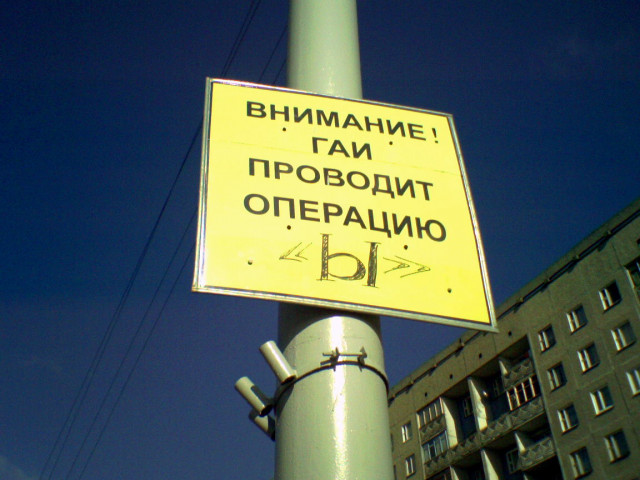 ВНИМАНИЕ!
ГАИ
ПРОВОДИТ
ОПЕРАЦИЮ
«Ы»